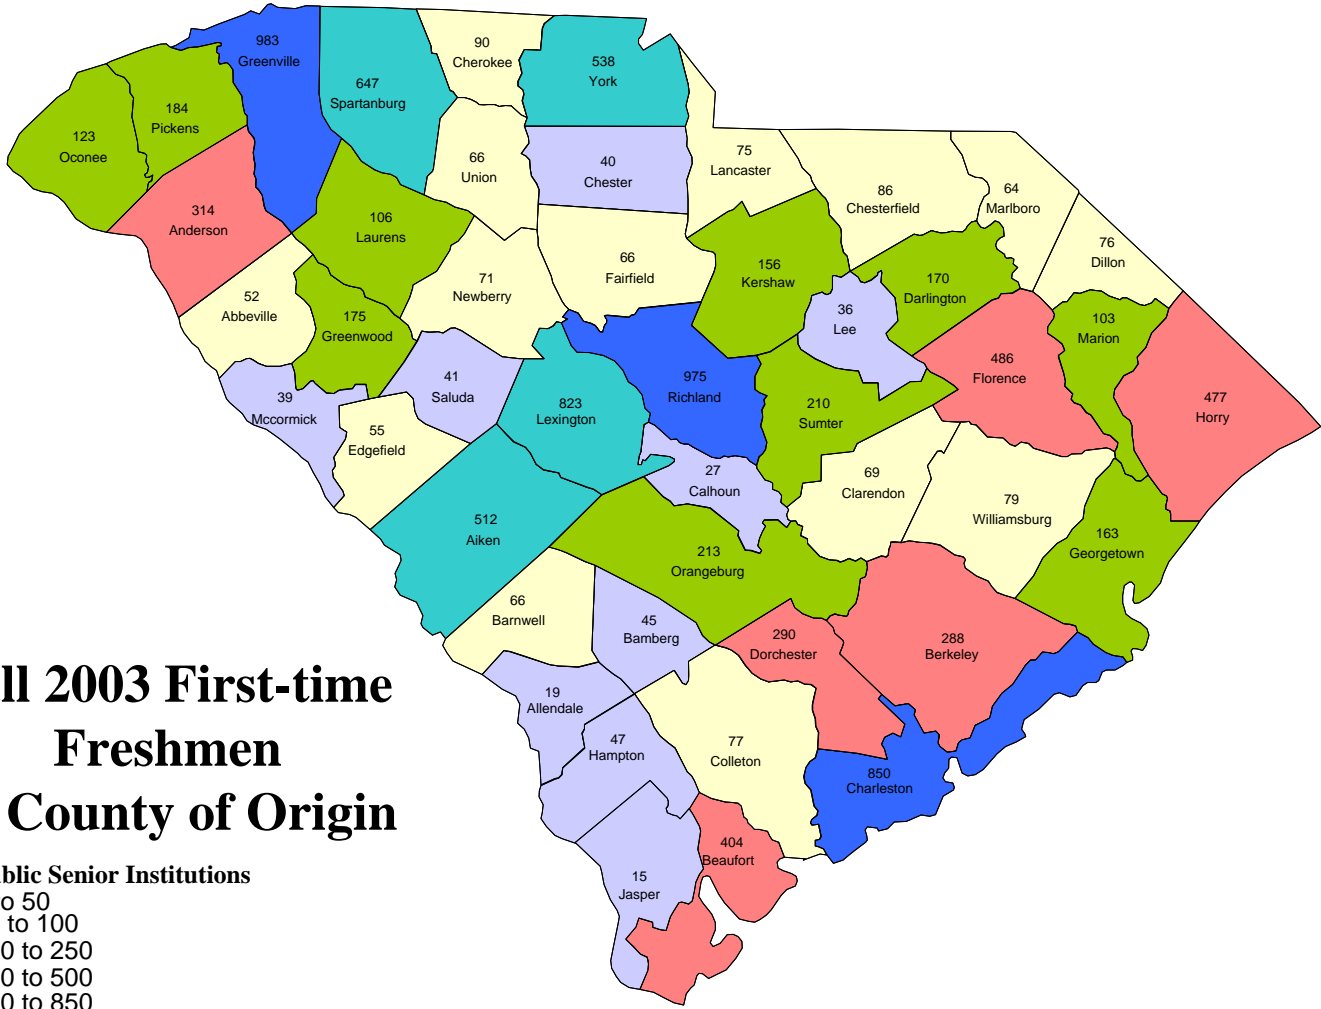 983
Greenville
90
Cherokee
538
York
647
Spartanburg
184
Pickens
123
Oconee
66
Union
40
Chester
75
Lancaster
86
Chesterfield
64
Marlboro
76
Dillon
314
Anderson
106
Laurens
71
Newberry
66
Fairfield
156
Kershaw
170
Darlington
52
Abbeville
175
Greenwood
36
Lee
103
Marion
486
Florence
477
Horry
39
Mccormick
41
Saluda
823
Lexington
975
Richland
210
Sumter
55
Edgefield
27
Calhoun
69
Clarendon
79
Williamsburg
163
Georgetown
512
Aiken
213
Orangeburg
66
Barnwell
45
Bamberg
290
Dorchester
288
Berkeley
19
Allendale
47
Hampton
77
Colleton
850
Charleston
404
Beaufort
15
Jasper
ll 2003 First-time
Freshmen
County of Origin
blic Senior Institutions
o 50
to 100
0 to 250
0 to 500
0 to 850